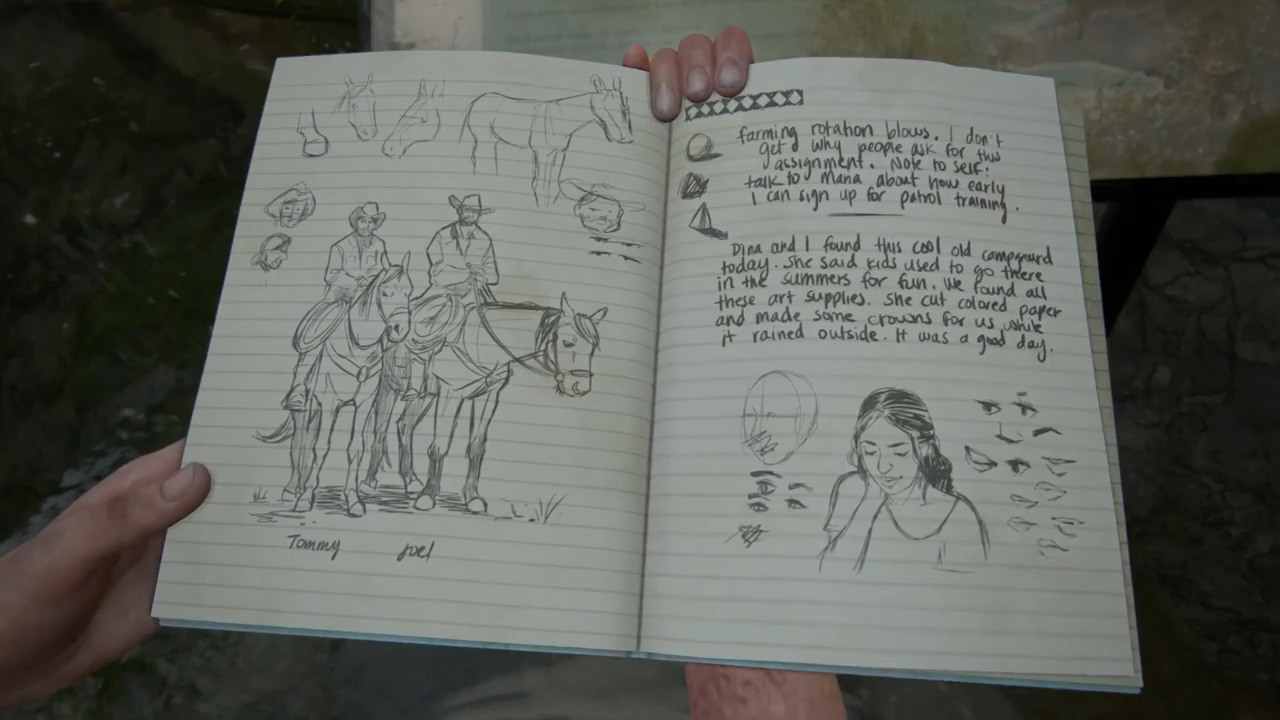 Tommy
Joel
farming rotation blows. I don't
get why people ask for this
assignment. Note to self:
talk to Maria about how early
I can sign up for patrol training.
Dina and I found this cool old campground
today. She said kids used to go there
in the summers for fun. We found all
these art supplies. She cut colored paper
and made some crowns for us while
it rained outside. It was a good day.